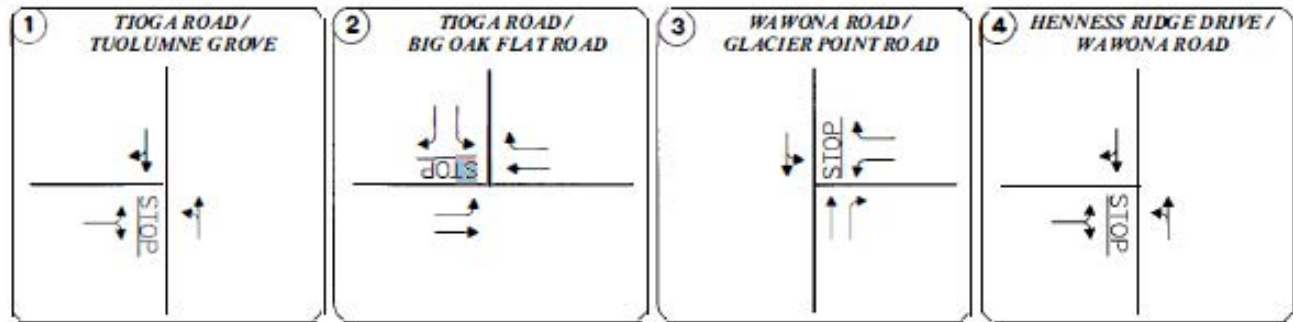 1
TIOGA ROAD /
TUOLUMNE GROVE
STOP
2
TIOGA ROAD /
BIG OAK FLAT ROAD
STOP
3
WAWONA ROAD /
GLACIER POINT ROAD
STOP
4
HENNESS RIDGE DRIVE /
WAWONA ROAD
STOP